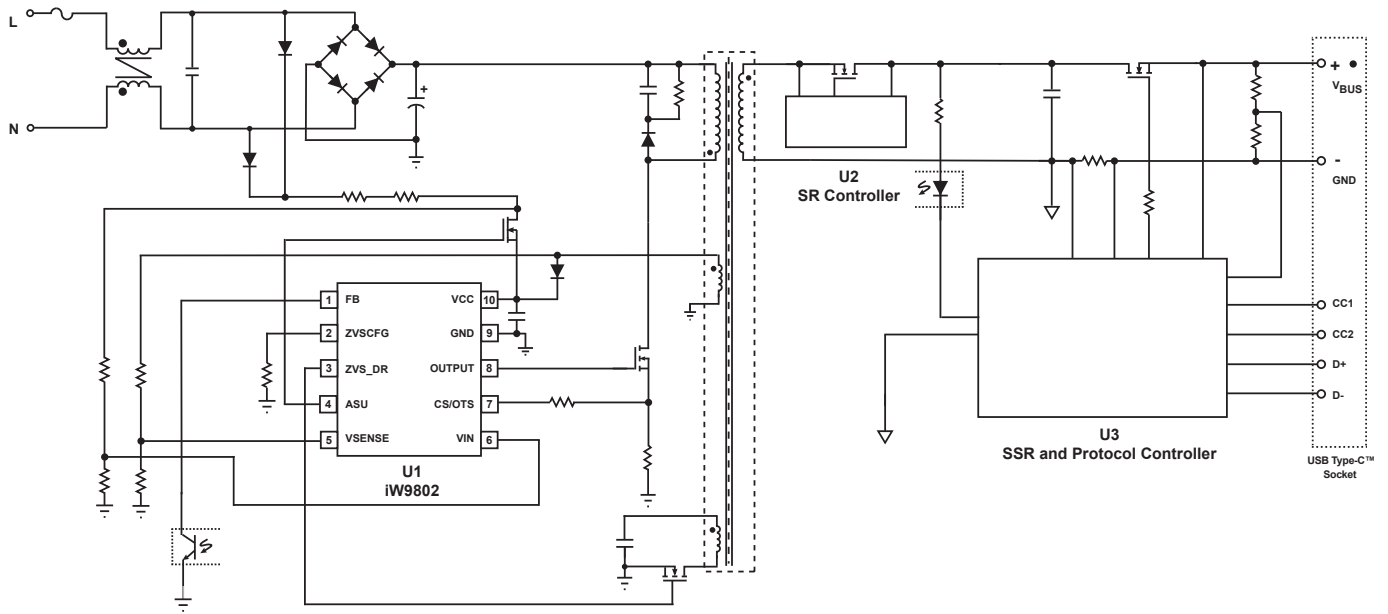 L
N
+
V_BUS
-
GND
U2
SR Controller
1 FB
2 ZVSCFG
3 ZVS_DR
4 ASU
5 VSENSE
VCC 10
GND 9
OUTPUT 8
CS/OTS 7
VIN 6
U1
iW9802
+
CC1
CC2
D+
D-
U3
SSR and Protocol Controller
USB Type-C™
Socket